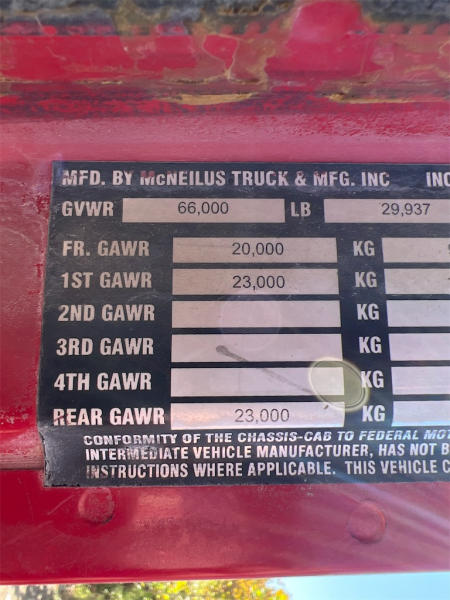 MFD. BY McNEILUS TRUCK & MFG. INC INC
GVWR 66,000 LB 29,937
FR. GAWR 20,000 KG
1ST GAWR 23,000 KG
2ND GAWR KG
3RD GAWR KG
4TH GAWR KG
REAR GAWR 23,000 KG
CONFORMITY OF THE CHASSIS-CAB TO FEDERAL MOT
INTERMEDIATE VEHICLE MANUFACTURER, HAS NOT B
INSTRUCTIONS WHERE APPLICABLE. THIS VEHICLE C